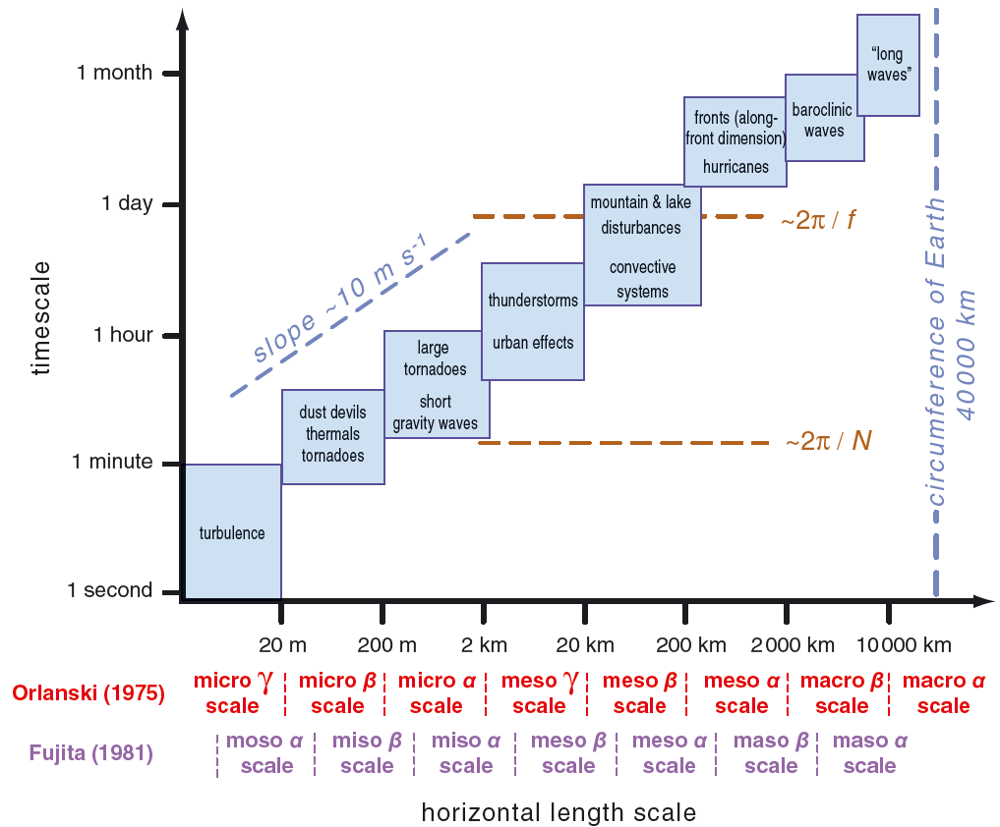 1 month
1 day
1 hour
1 minute
1 second
timescale
"long
waves"
baroclinic
waves
fronts (along-
front dimension)
hurricanes
mountain & lake
disturbances
convective
systems
thunderstorms
urban effects
large
tornadoes
short
gravity waves
dust devils
thermals
tornadoes
turbulence
slope ~10 m s⁻¹
~2π / f
~2π / N
circumference of Earth
40000 km
20 m
200 m
2 km
20 km
200 km
2000 km
10000 km
Orlanski (1975)
micro γ
scale
micro β
scale
micro α
scale
meso γ
scale
meso β
scale
meso α
scale
macro β
scale
macro α
scale
Fujita (1981)
moso α
scale
miso β
scale
miso α
scale
meso β
scale
meso α
scale
maso β
scale
maso α
scale
horizontal length scale